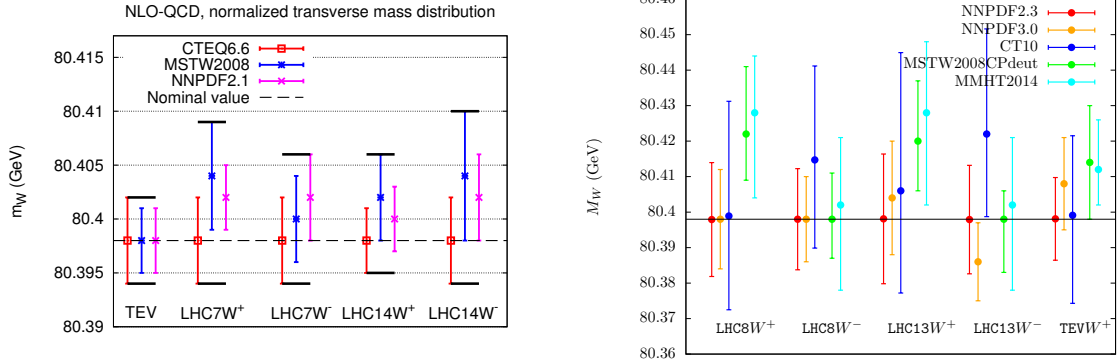 NLO-QCD, normalized transverse mass distribution
m_W (GeV)
80.415
80.41
80.405
80.4
80.395
80.39
CTEQ6.6
MSTW2008
NNPDF2.1
Nominal value
TEV LHC7W⁺ LHC7W⁻ LHC14W⁺ LHC14W⁻
M_W (GeV)
80.46
80.45
80.44
80.43
80.42
80.41
80.4
80.39
80.38
80.37
80.36
NNPDF2.3
NNPDF3.0
CT10
MSTW2008CPdeut
MMHT2014
LHC8W⁺ LHC8W⁻ LHC13W⁺ LHC13W⁻ TEVW⁺